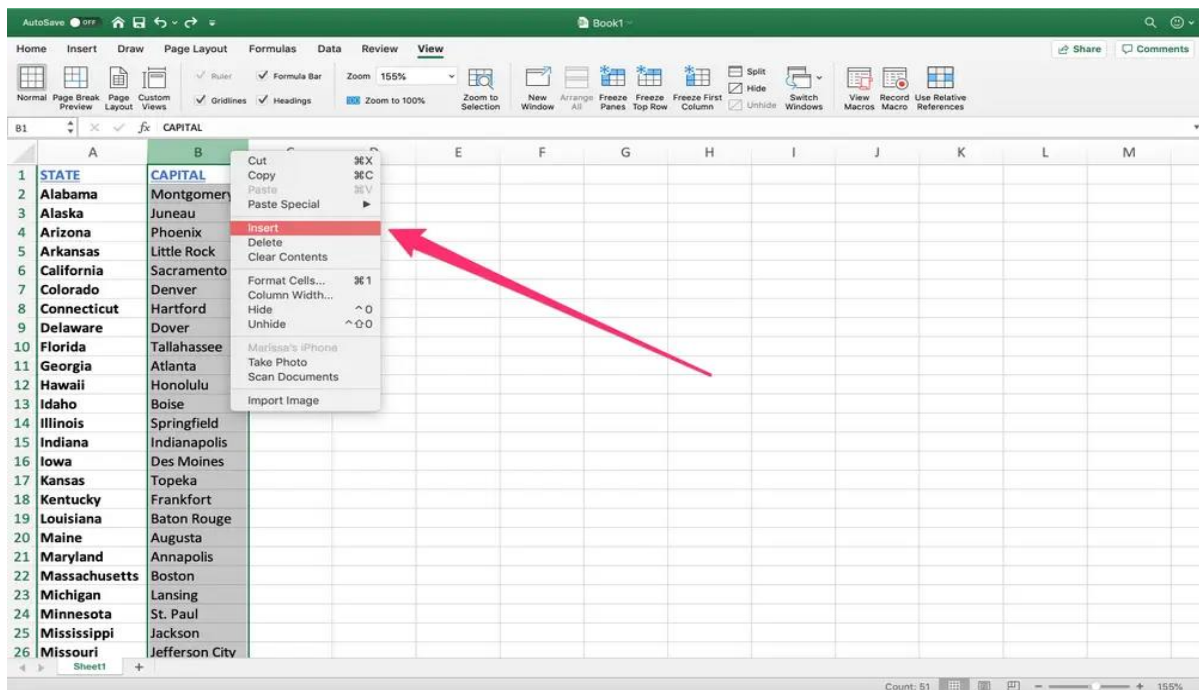 AutoSave OFF Book1
Home Insert Draw Page Layout Formulas Data Review View Share Comments
Ruler Formula Bar Zoom 155% Split
Gridlines Headings Zoom to 100% Hide
Unhide
Normal Page Break Preview Page Layout Custom Views Zoom to Selection New Window Arrange All Freeze Panes Freeze Top Row Freeze First Column Switch Windows View Macros Record Macro Use Relative References
B1 fx CAPITAL
A B E F G H I J K L M
1 STATE CAPITAL
2 Alabama Montgomery
3 Alaska Juneau
4 Arizona Phoenix
5 Arkansas Little Rock
6 California Sacramento
7 Colorado Denver
8 Connecticut Hartford
9 Delaware Dover
10 Florida Tallahassee
11 Georgia Atlanta
12 Hawaii Honolulu
13 Idaho Boise
14 Illinois Springfield
15 Indiana Indianapolis
16 Iowa Des Moines
17 Kansas Topeka
18 Kentucky Frankfort
19 Louisiana Baton Rouge
20 Maine Augusta
21 Maryland Annapolis
22 Massachusetts Boston
23 Michigan Lansing
24 Minnesota St. Paul
25 Mississippi Jackson
26 Missouri Jefferson City
Cut ⌘X
Copy ⌘C
Paste ⌘V
Paste Special
Insert
Delete
Clear Contents
Format Cells... ⌘1
Column Width...
Hide ^0
Unhide ^⇧0
Marissa's iPhone
Take Photo
Scan Documents
Import Image
Sheet1 +
Count: 51 - + 155%